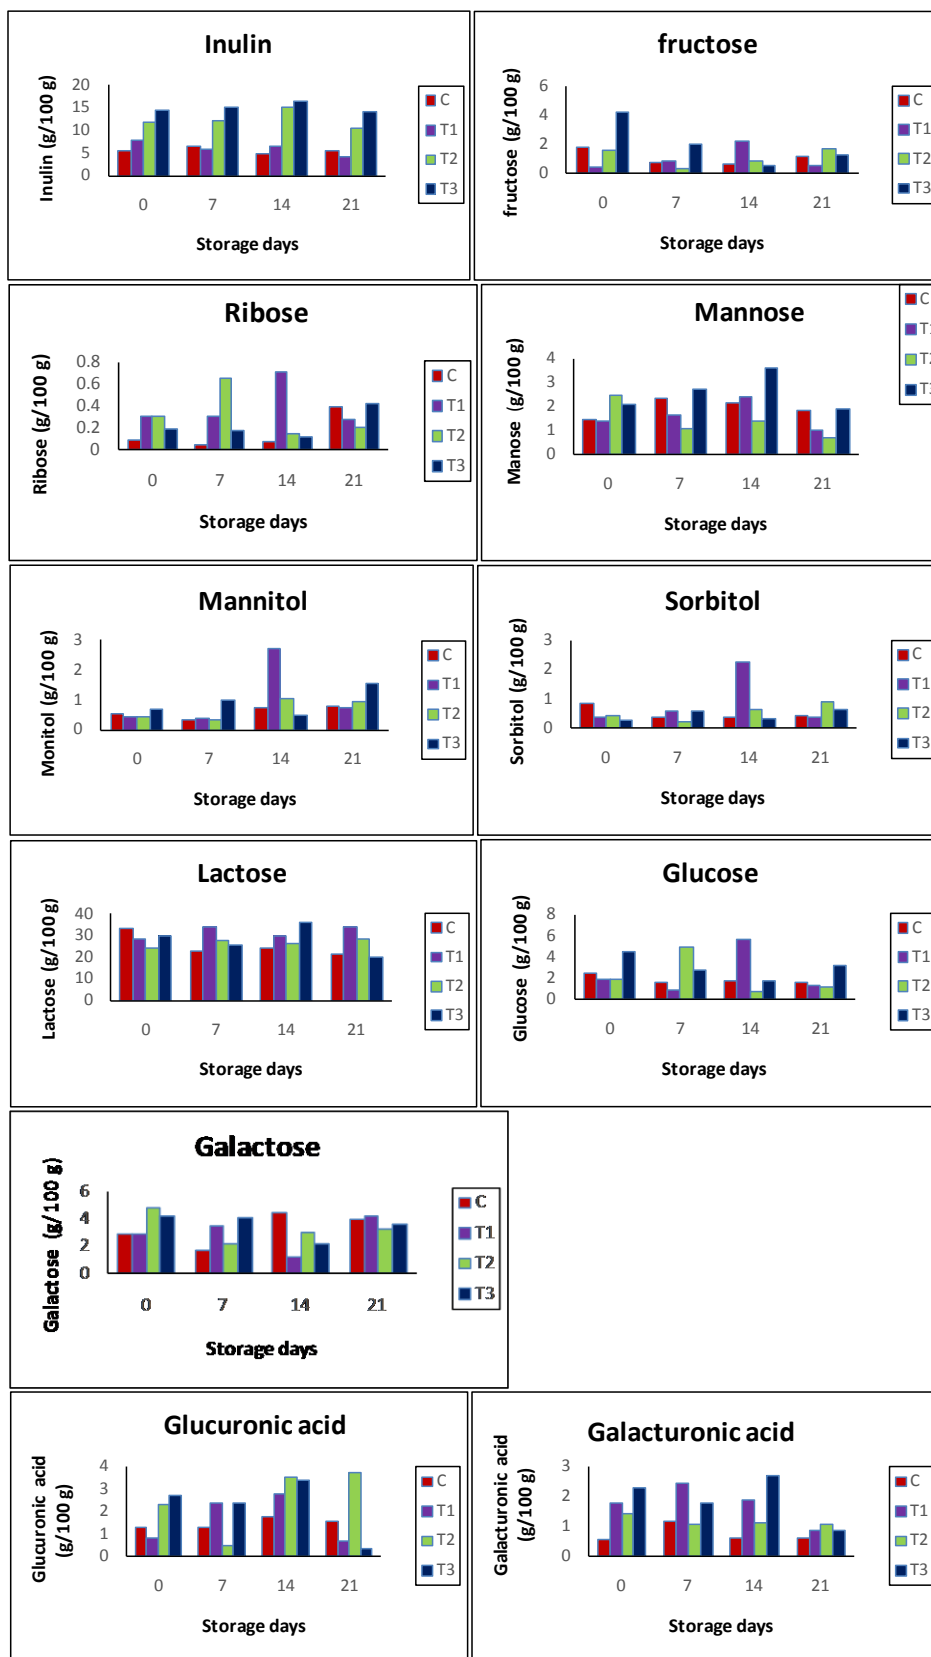 Inulin
Inulin (g/100 g)
20
15
10
5
0
0 7 14 21
Storage days
C
T1
T2
T3
fructose
fructose (g/100 g)
6
4
2
0
0 7 14 21
Storage days
C
T1
T2
T3
Ribose
Ribose (g/100 g)
0.8
0.6
0.4
0.2
0
0 7 14 21
Storage days
C
T1
T2
T3
Mannose
Manose (g/100 g)
4
3
2
1
0
0 7 14 21
Storage days
C
T1
T2
T3
Mannitol
Monitol (g/100 g)
3
2
1
0
0 7 14 21
Storage days
C
T1
T2
T3
Sorbitol
Sorbitol (g/100 g)
3
2
1
0
0 7 14 21
Storage days
C
T1
T2
T3
Lactose
Lactose (g/100 g)
40
30
20
10
0
0 7 14 21
Storage days
C
T1
T2
T3
Glucose
Glucose (g/100 g)
8
6
4
2
0
0 7 14 21
Storage days
C
T1
T2
T3
Galactose
Galactose (g/100 g)
6
4
2
0
0 7 14 21
Storage days
C
T1
T2
T3
Glucuronic acid
Glucuronic acid
(g/100 g)
4
3
2
1
0
0 7 14 21
Storage days
C
T1
T2
T3
Galacturonic acid
Galacturonic acid
(g/100 g)
3
2
1
0
0 7 14 21
Storage days
C
T1
T2
T3